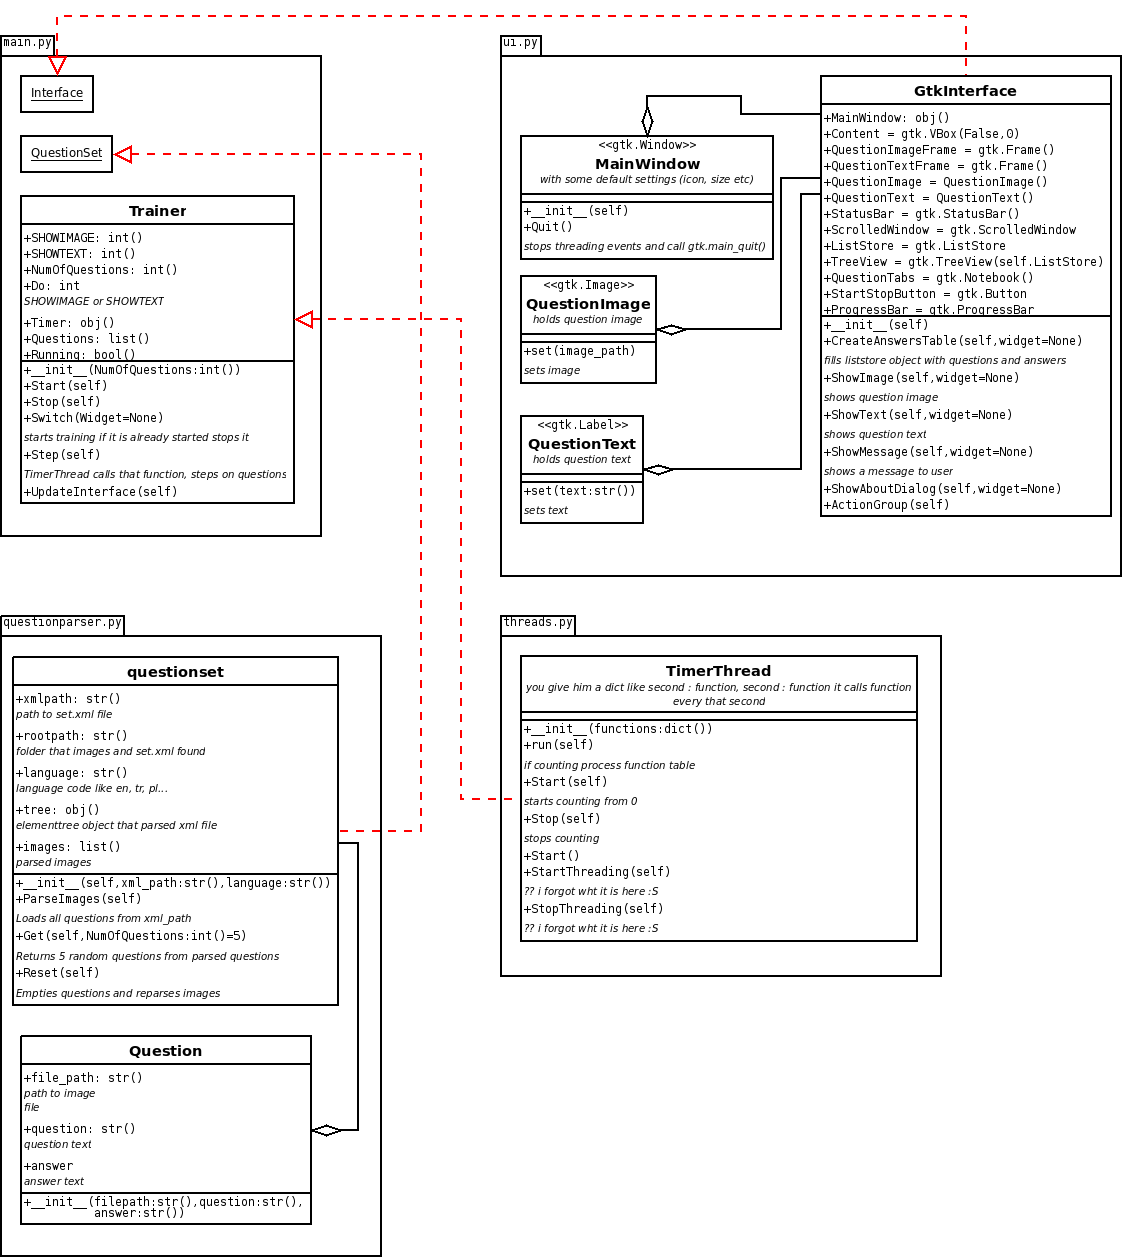 main.py
Interface
QuestionSet
Trainer
+SHOWIMAGE: int()
+SHOWTEXT: int()
+NumOfQuestions: int()
+Do: int
SHOWIMAGE or SHOWTEXT
+Timer: obj()
+Questions: list()
+Running: bool()
+__init__(NumOfQuestions:int())
+Start(self)
+Stop(self)
+Switch(Widget=None)
starts training if it is already started stops it
+Step(self)
TimerThread calls that function, steps on questions
+UpdateInterface(self)
ui.py
<<gtk.Window>>
MainWindow
with some default settings (icon, size etc)
+__init__(self)
+Quit()
stops threading events and call gtk.main_quit()
<<gtk.Image>>
QuestionImage
holds question image
+set(image_path)
sets image
<<gtk.Label>>
QuestionText
holds question text
+set(text:str())
sets text
GtkInterface
+MainWindow: obj()
+Content = gtk.VBox(False,0)
+QuestionImageFrame = gtk.Frame()
+QuestionTextFrame = gtk.Frame()
+QuestionImage = QuestionImage()
+QuestionText = QuestionText()
+StatusBar = gtk.StatusBar()
+ScrolledWindow = gtk.ScrolledWindow
+ListStore = gtk.ListStore
+TreeView = gtk.TreeView(self.ListStore)
+QuestionTabs = gtk.Notebook()
+StartStopButton = gtk.Button
+ProgressBar = gtk.ProgressBar
+__init__(self)
+CreateAnswersTable(self,widget=None)
fills liststore object with questions and answers
+ShowImage(self,widget=None)
shows question image
+ShowText(self,widget=None)
shows question text
+ShowMessage(self,widget=None)
shows a message to user
+ShowAboutDialog(self,widget=None)
+ActionGroup(self)
questionparser.py
questionset
+xmlpath: str()
path to set.xml file
+rootpath: str()
folder that images and set.xml found
+language: str()
language code like en, tr, pl...
+tree: obj()
elementtree object that parsed xml file
+images: list()
parsed images
+__init__(self,xml_path:str(),language:str())
+ParseImages(self)
Loads all questions from xml_path
+Get(self,NumOfQuestions:int()=5)
Returns 5 random questions from parsed questions
+Reset(self)
Empties questions and reparses images
Question
+file_path: str()
path to image
file
+question: str()
question text
+answer
answer text
+__init__(filepath:str(),question:str(),
answer:str())
threads.py
TimerThread
you give him a dict like second : function, second : function it calls function
every that second
+__init__(functions:dict())
+run(self)
if counting process function table
+Start(self)
starts counting from 0
+Stop(self)
stops counting
+Start()
+StartThreading(self)
?? i forgot wht it is here :S
+StopThreading(self)
?? i forgot wht it is here :S